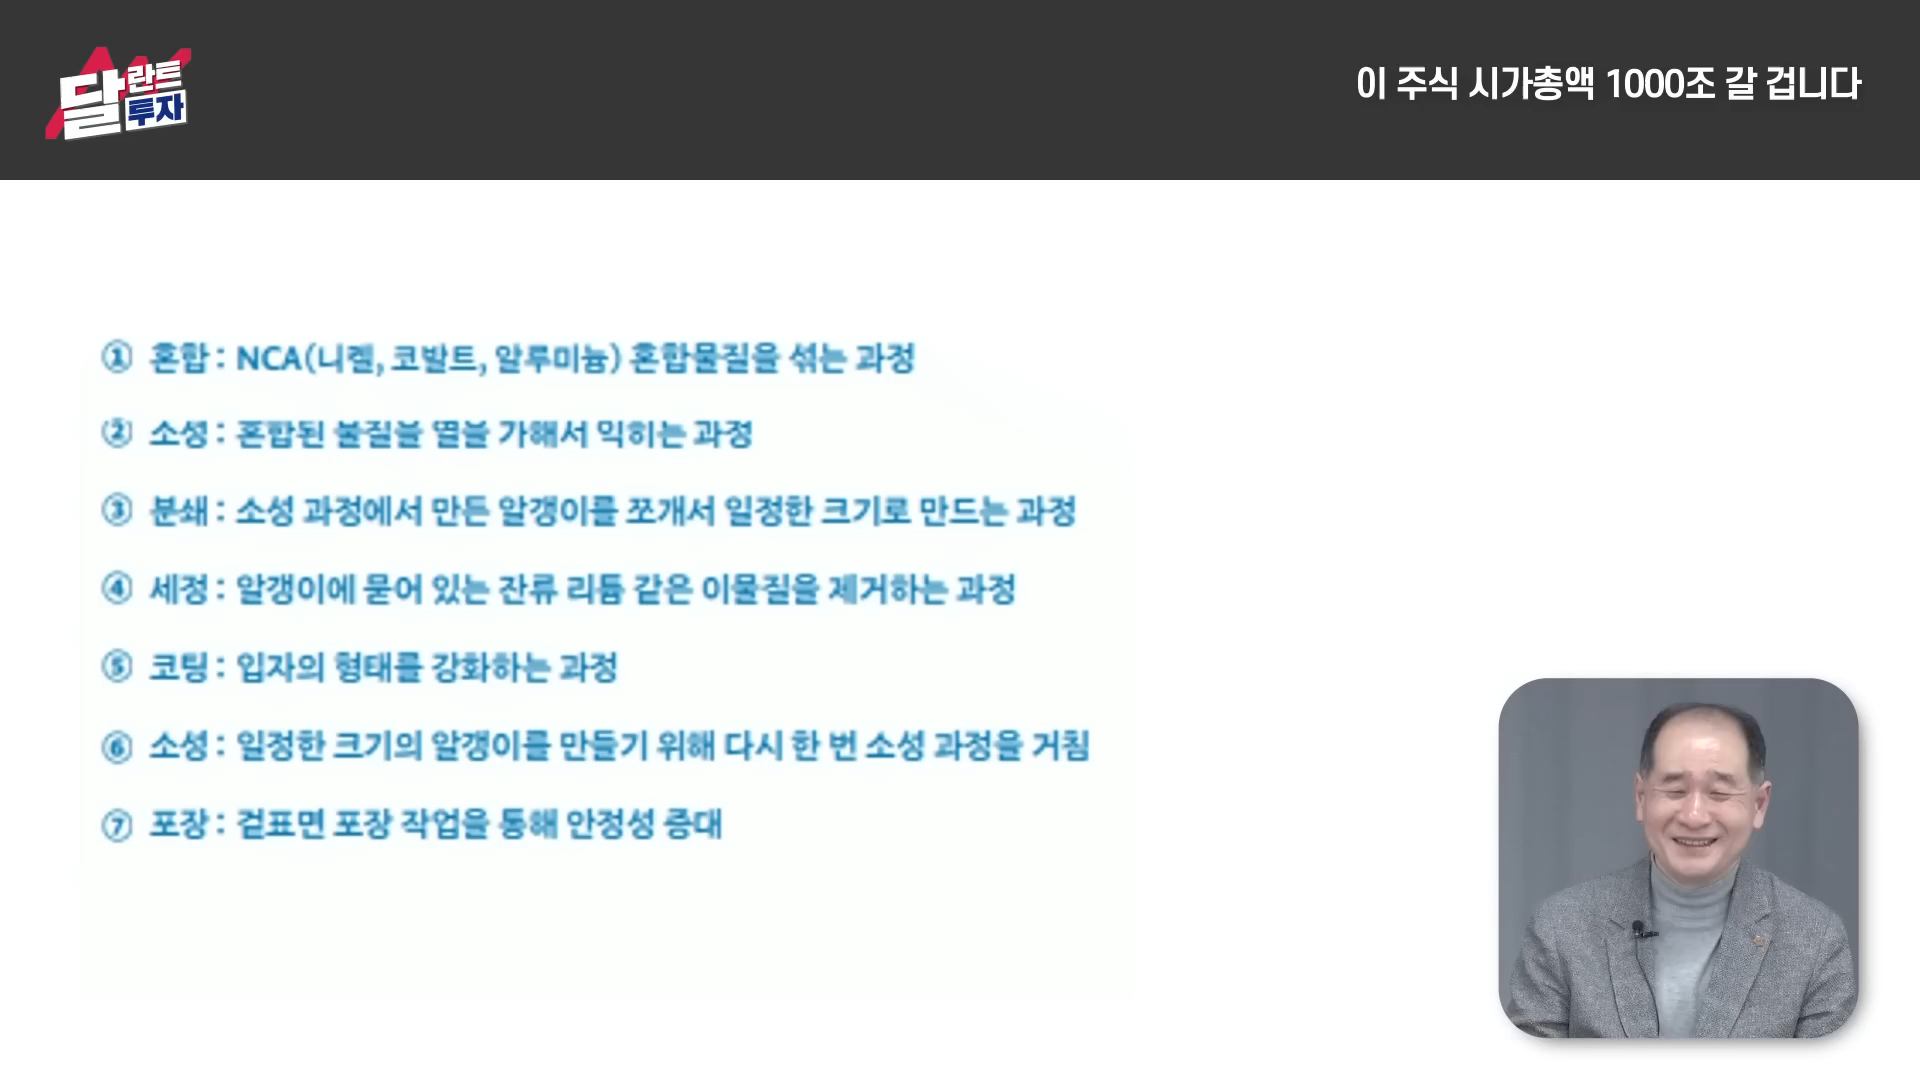 달란트
투자
이 주식 시가총액 1000조 갈 겁니다
① 혼합 : NCA(니켈, 코발트, 알루미늄) 혼합물질을 섞는 과정
② 소성 : 혼합된 물질을 열을 가해서 익히는 과정
③ 분쇄 : 소성 과정에서 만든 알갱이를 쪼개서 일정한 크기로 만드는 과정
④ 세정 : 알갱이에 묻어 있는 잔류 리튬 같은 이물질을 제거하는 과정
⑤ 코팅 : 입자의 형태를 강화하는 과정
⑥ 소성 : 일정한 크기의 알갱이를 만들기 위해 다시 한 번 소성 과정을 거침
⑦ 포장 : 겉표면 포장 작업을 통해 안정성 증대